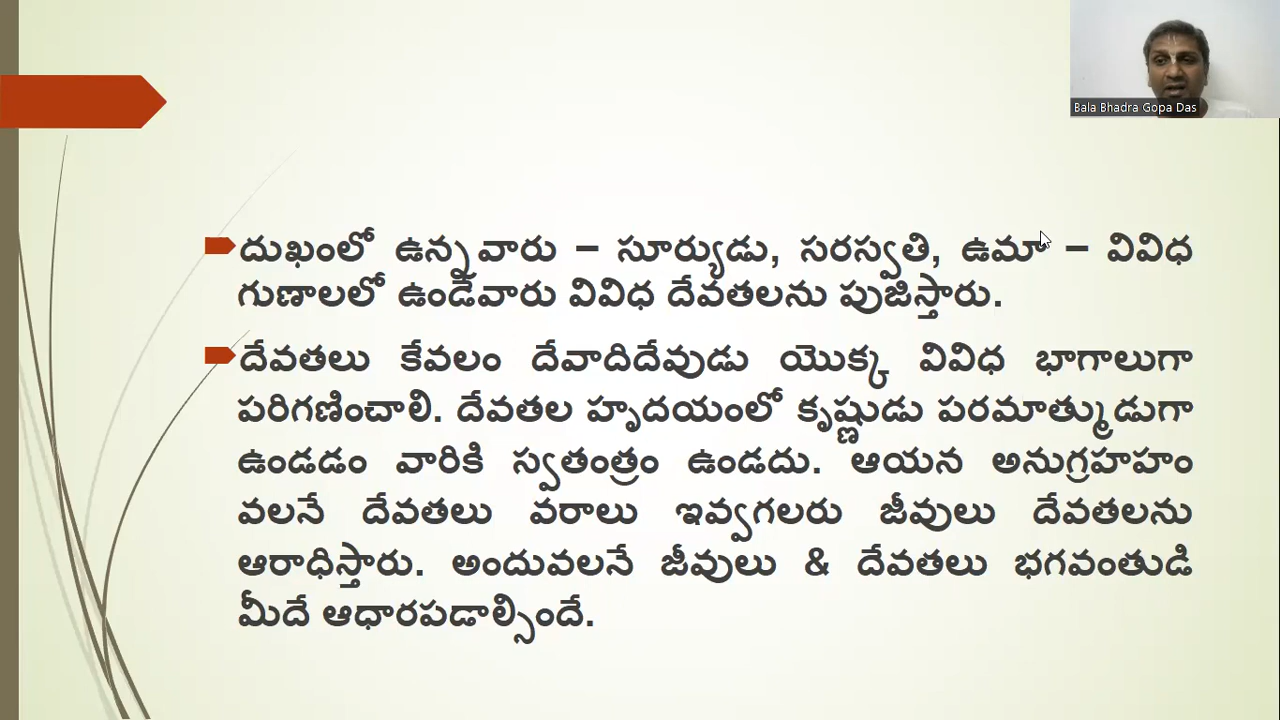 Bala Bhadra Gopa Das
దుఖంలో ఉన్నవారు – సూర్యుడు, సరస్వతి, ఉమా – వివిధ
గుణాలలో ఉండేవారు వివిధ దేవతలను పుజిస్తారు.
దేవతలు కేవలం దేవాదిదేవుడు యొక్క వివిధ భాగాలుగా
పరిగణించాలి. దేవతల హృదయంలో కృష్ణుడు పరమాత్ముడుగా
ఉండడం వారికి స్వతంత్రం ఉండదు. ఆయన అనుగ్రహహం
వలనే దేవతలు వరాలు ఇవ్వగలరు జీవులు దేవతలను
ఆరాధిస్తారు. అందువలనే జీవులు & దేవతలు భగవంతుడి
మీదే ఆధారపడాల్సిందే.